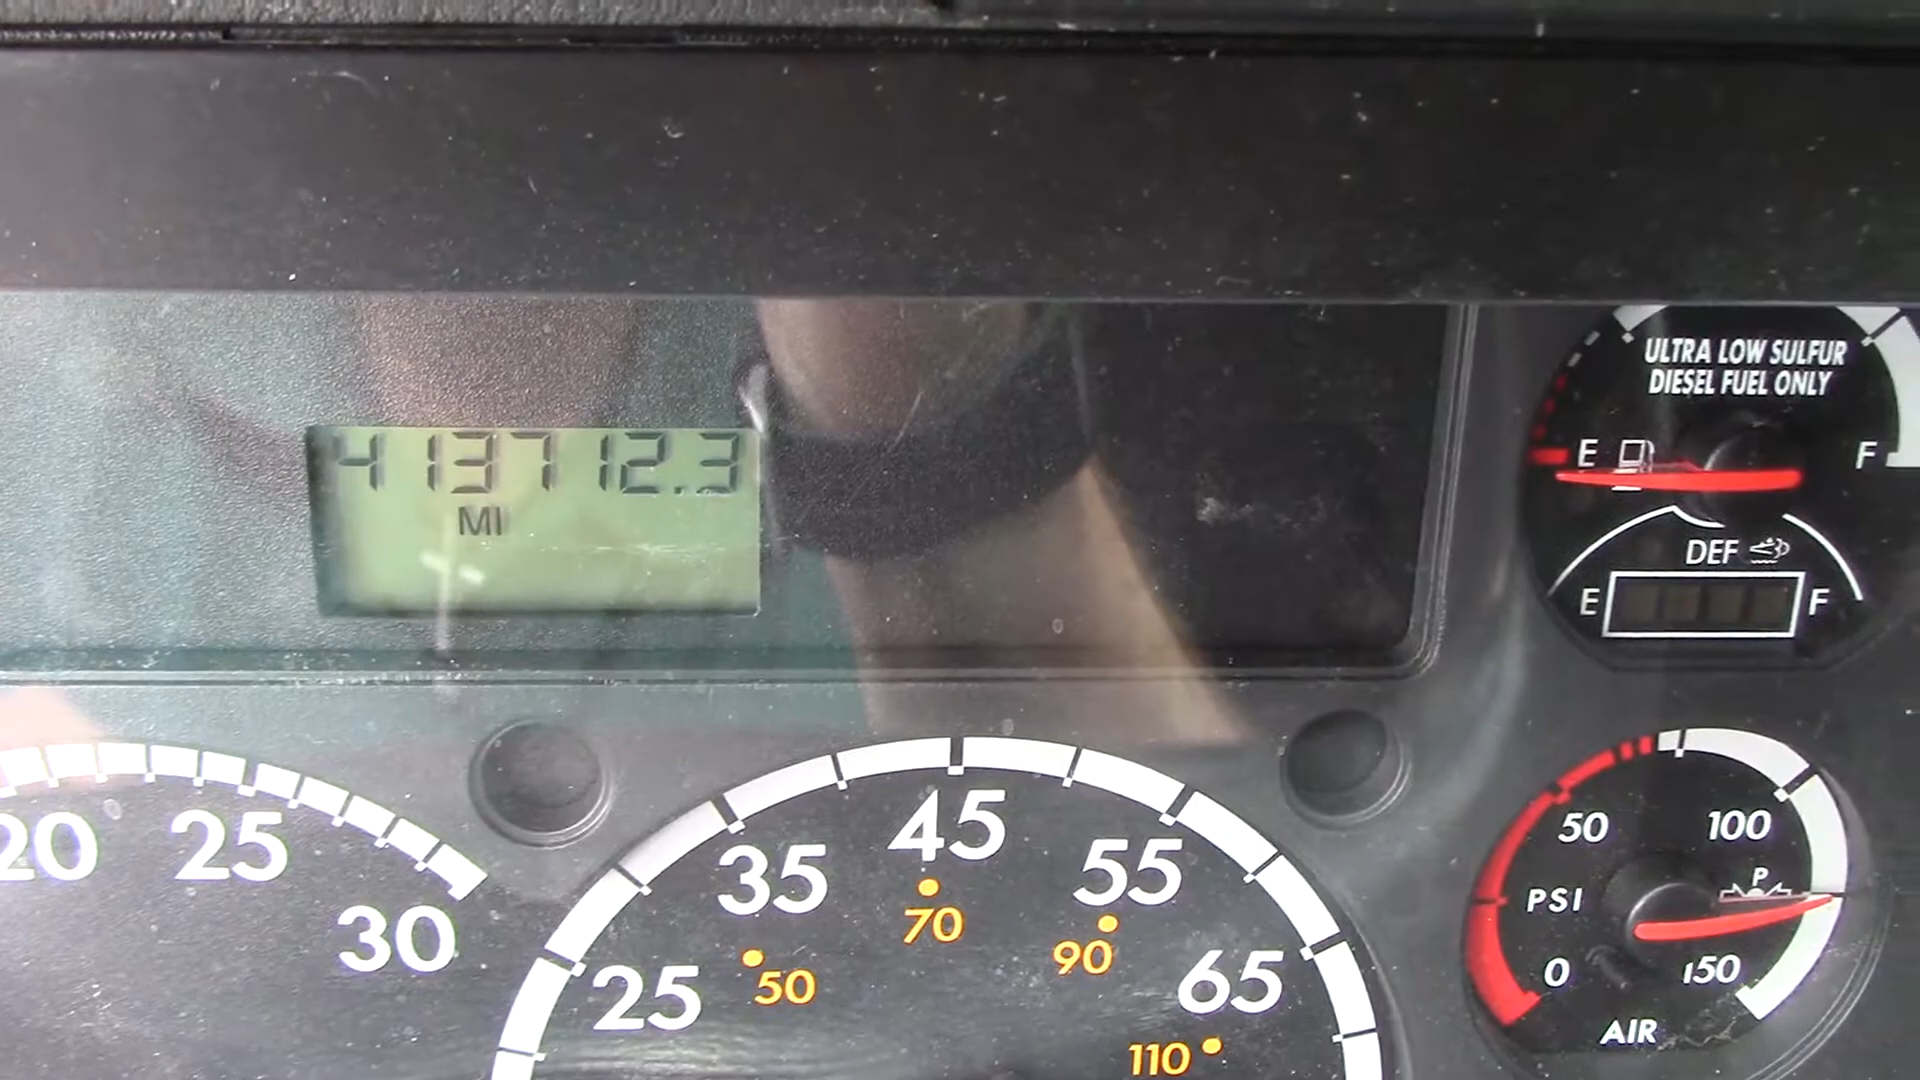 413712.3
MI
ULTRA LOW SULFUR
DIESEL FUEL ONLY
E F
DEF
E F
20 25 30
25 35 45 55 65
50 70 90 110
50 100
P
PSI
0 150
AIR